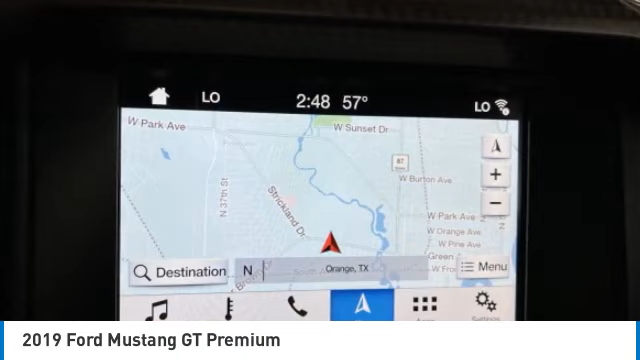 LO 2:48 57° LO
W Park Ave
W Sunset Dr
87
W Burton Ave
N 37th St
Strickland Dr
+
W Park Ave
W Orange Ave
W Pine Ave
Green
Destination N Orange, TX Menu
2019 Ford Mustang GT Premium